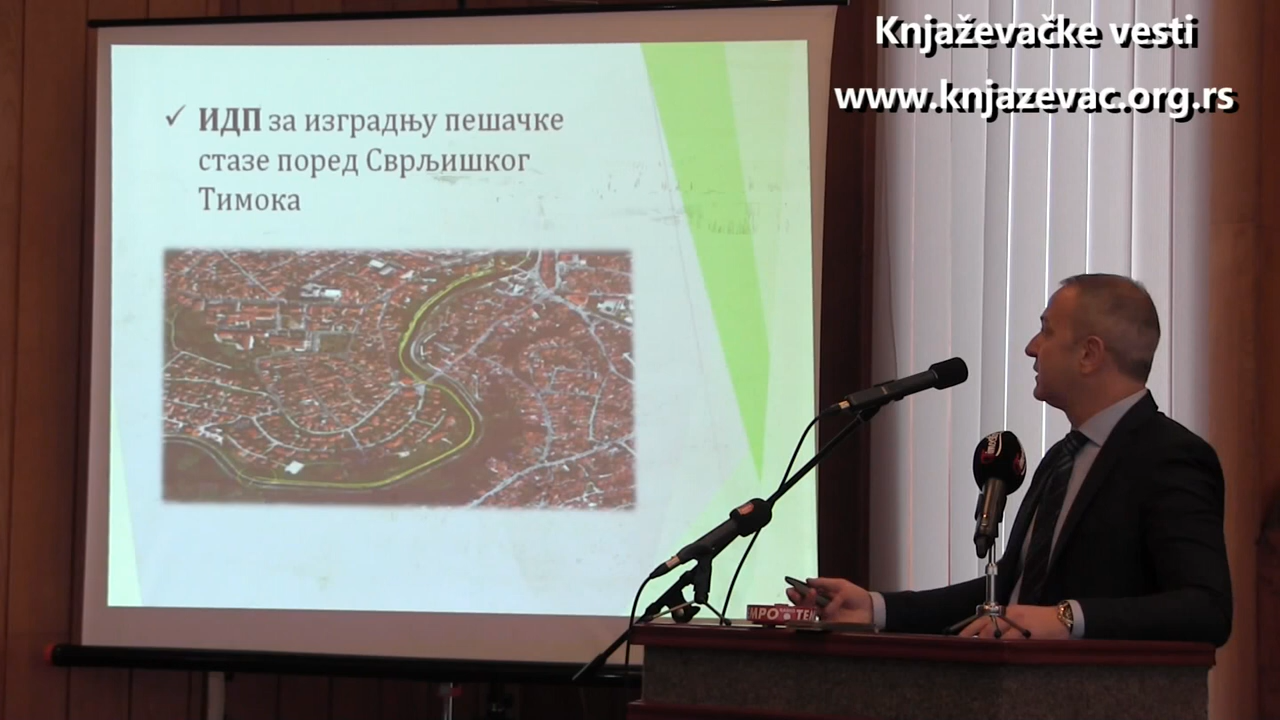 Knjaževačke vesti
www.knjazevac.org.rs
ИДП за изградњу пешачке
стазе поред Сврљишког
Тимока